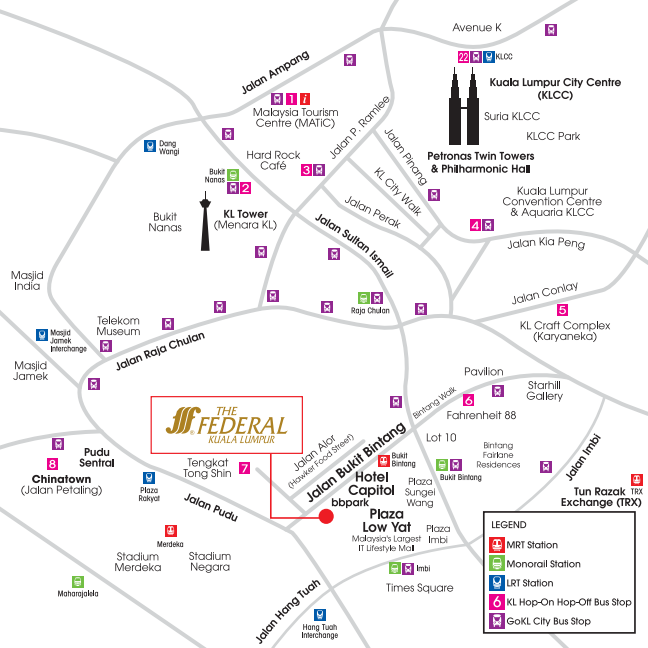 Avenue K
22
KLCC
Jalan Ampang
Kuala Lumpur City Centre
(KLCC)
1
i
Malaysia Tourism
Centre (MATiC)
Suria KLCC
KLCC Park
Jalan P. Ramlee
Jalan Pinang
Dang
Wangi
Hard Rock
Café
3
Petronas Twin Towers
& Philharmonic Hall
Bukit
Nanas
2
KL City Walk
Kuala Lumpur
Convention Centre
& Aquaria KLCC
Jalan Perak
Bukit
Nanas
KL Tower
(Menara KL)
Jalan Sultan Ismail
4
Jalan Kia Peng
Masjid
India
Jalan Conlay
Raja Chulan
5
KL Craft Complex
(Karyaneka)
Telekom
Museum
Masjid
Jamek
Interchange
Jalan Raja Chulan
Masjid
Jamek
Pavilion
Starhill
Gallery
Bintang Walk
6
Fahrenheit 88
THE
FEDERAL
KUALA LUMPUR
Jalan Alor
(Hawker Food Street)
Jalan Bukit Bintang
Lot 10
Bintang
Fairlane
Residences
Jalan Imbi
Pudu
Sentral
8
Chinatown
(Jalan Petaling)
Tengkat
Tong Shin
7
Bukit
Bintang
Bukit Bintang
Plaza
Rakyat
Jalan Pudu
Hotel
Capitol
bbpark
Plaza
Sungei
Wang
Tun Razak
Exchange (TRX)
TRX
Plaza
Low Yat
Malaysia's Largest
IT Lifestyle Mall
Plaza
Imbi
Merdeka
Stadium
Merdeka
Stadium
Negara
Imbi
Times Square
Maharajalela
Jalan Hang Tuah
Hang Tuah
Interchange
LEGEND
MRT Station
Monorail Station
LRT Station
6
KL Hop-On Hop-Off Bus Stop
GoKL City Bus Stop